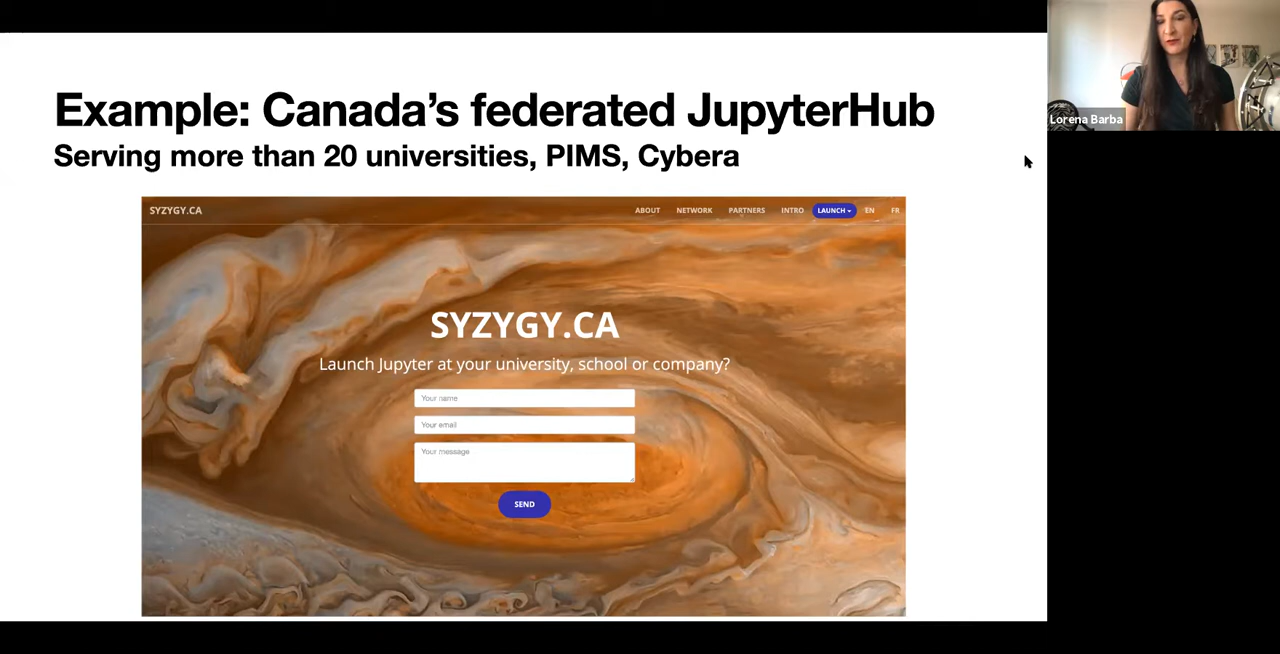 Example: Canada's federated JupyterHub
Serving more than 20 universities, PIMS, Cybera
SYZYGY.CA
ABOUT NETWORK PARTNERS INTRO LAUNCH EN FR
SYZYGY.CA
Launch Jupyter at your university, school or company?
Your name
Your email
Your message
SEND
Lorena Barba